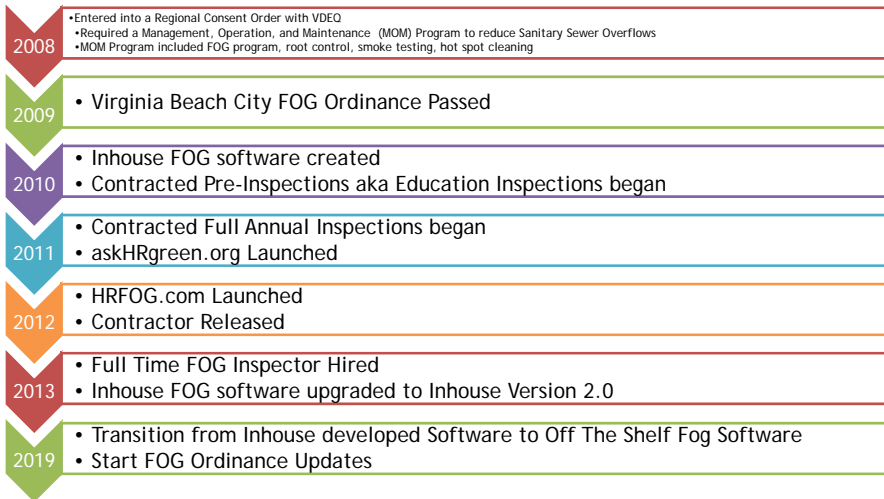 2008
•Entered into a Regional Consent Order with VDEQ
•Required a Management, Operation, and Maintenance (MOM) Program to reduce Sanitary Sewer Overflows
•MOM Program included FOG program, root control, smoke testing, hot spot cleaning
2009
• Virginia Beach City FOG Ordinance Passed
2010
• Inhouse FOG software created
• Contracted Pre-Inspections aka Education Inspections began
2011
• Contracted Full Annual Inspections began
• askHRgreen.org Launched
2012
• HRFOG.com Launched
• Contractor Released
2013
• Full Time FOG Inspector Hired
• Inhouse FOG software upgraded to Inhouse Version 2.0
2019
• Transition from Inhouse developed Software to Off The Shelf Fog Software
• Start FOG Ordinance Updates